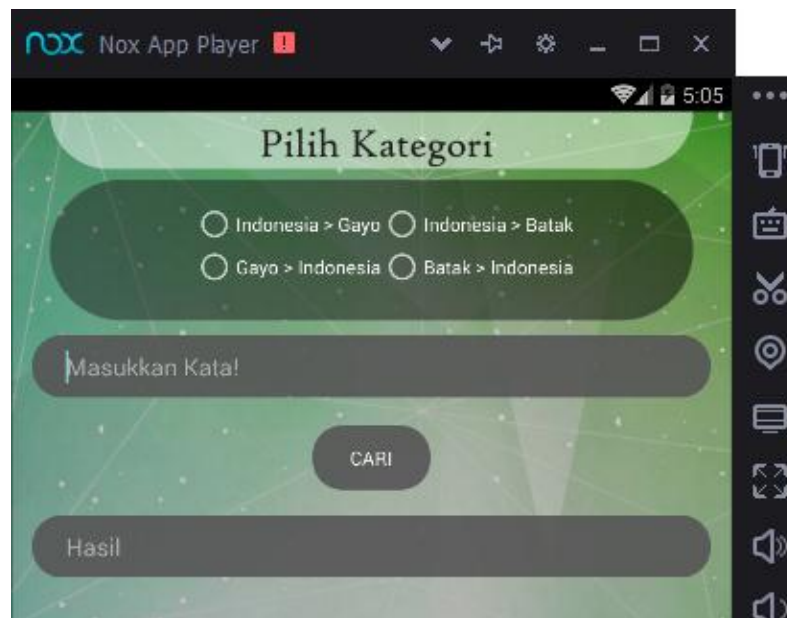 nox Nox App Player !
5:05
Pilih Kategori
Indonesia > Gayo Indonesia > Batak
Gayo > Indonesia Batak > Indonesia
Masukkan Kata!
CARI
Hasil